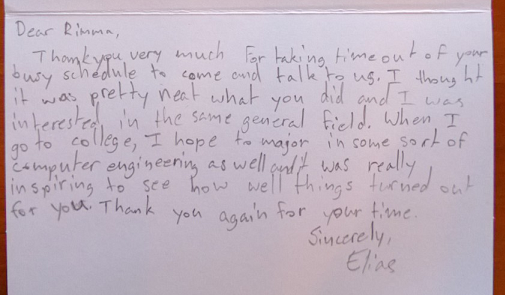 Dear Rimma,
Thank you very much for taking time out of your
busy schedule to come and talk to us. I thought
it was pretty neat what you did and I was
interested in the same general field. When I
go to college, I hope to major in some sort of
computer engineering as well and it was really
inspiring to see how well things turned out
for you. Thank you again for your time.
Sincerely,
Elias